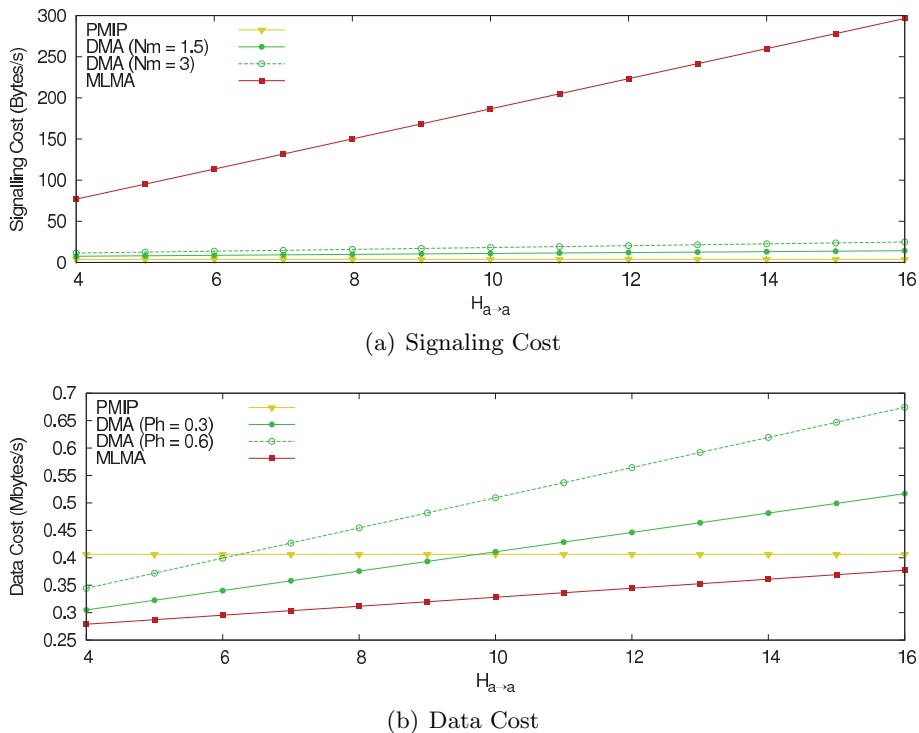 300
250
200
150
100
50
0
Signalling Cost (Bytes/s)
PMIP
DMA (Nm = 1.5)
DMA (Nm = 3)
MLMA
4 6 8 10 12 14 16
H a→a
(a) Signaling Cost
0.7
0.65
0.6
0.55
0.5
0.45
0.4
0.35
0.3
0.25
Data Cost (Mbytes/s)
PMIP
DMA (Ph = 0.3)
DMA (Ph = 0.6)
MLMA
4 6 8 10 12 14 16
H a→a
(b) Data Cost